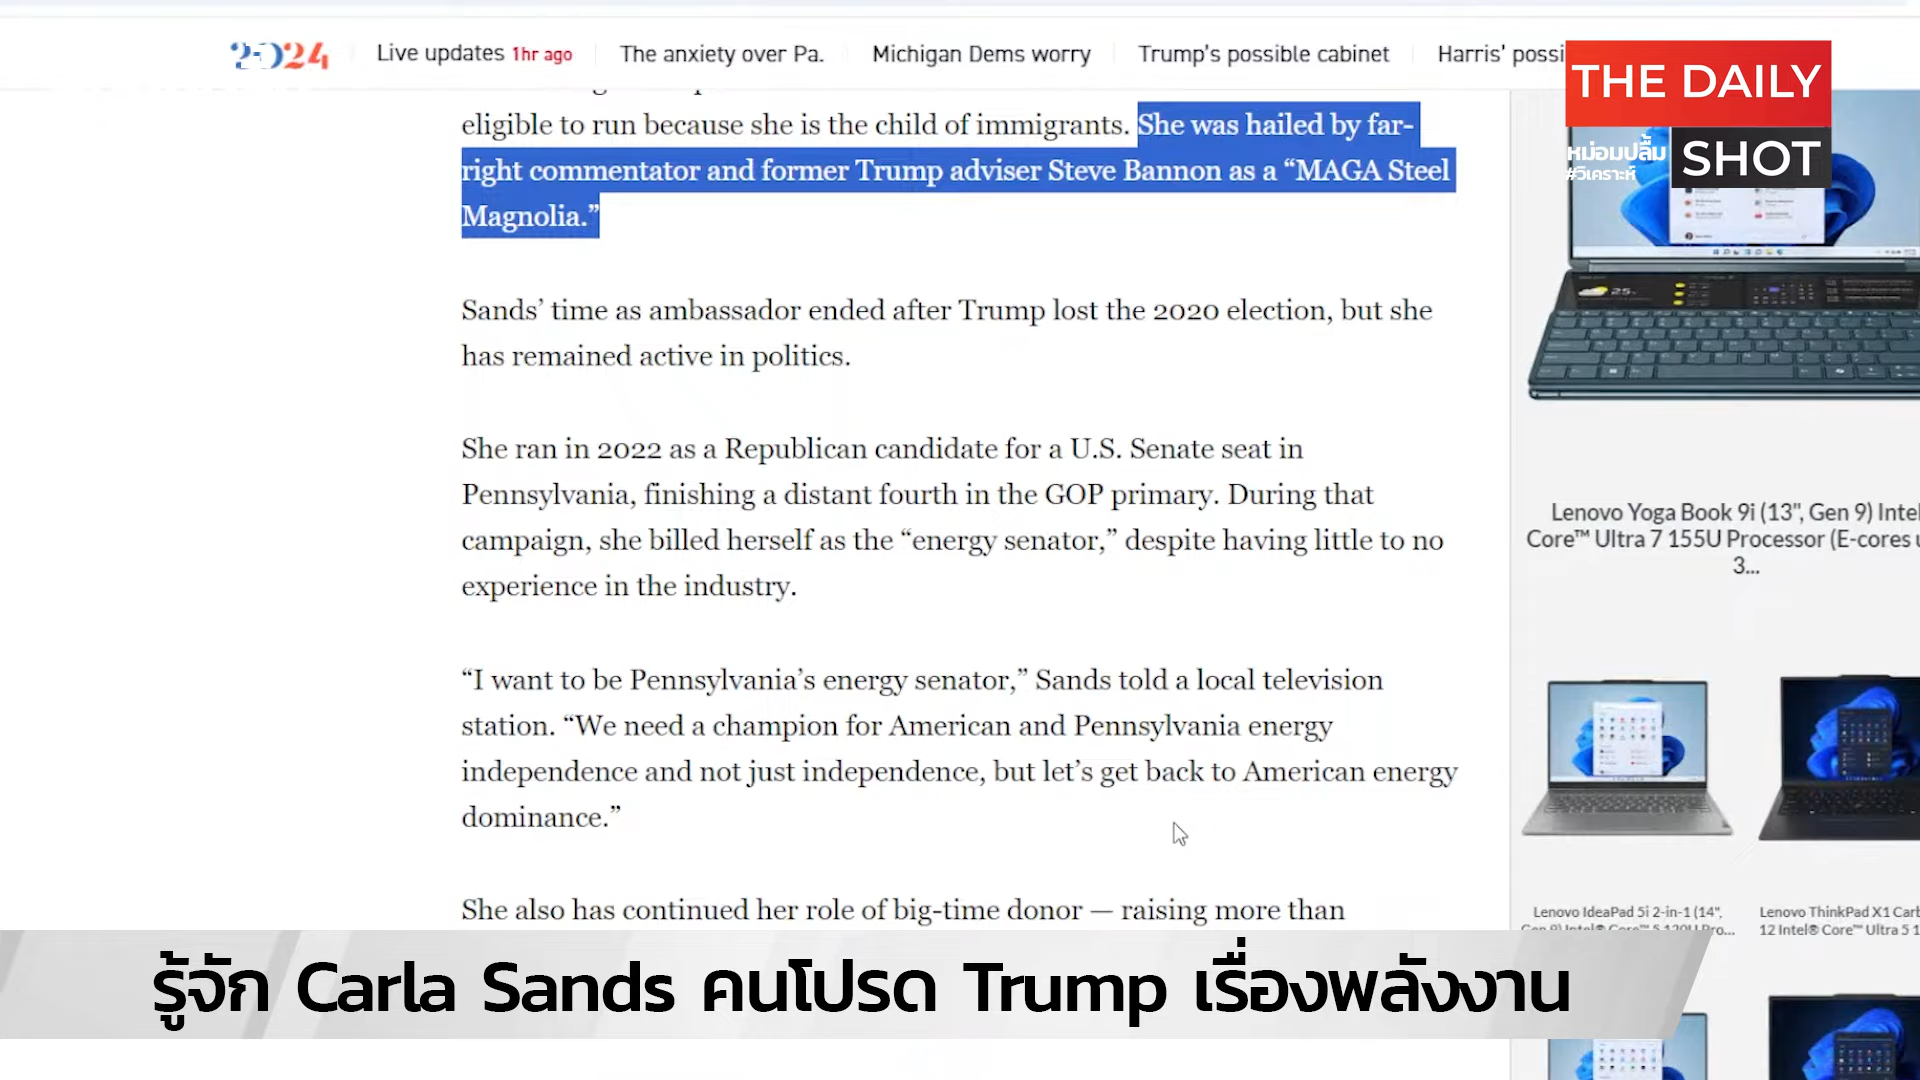 2024
Live updates 1hr ago
The anxiety over Pa.
Michigan Dems worry
Trump’s possible cabinet
Harris’
THE DAILY
SHOT
หม่อมปลื้ม
#วิเคราะห์
eligible to run because she is the child of immigrants. She was hailed by far-
right commentator and former Trump adviser Steve Bannon as a “MAGA Steel
Magnolia.”
Sands’ time as ambassador ended after Trump lost the 2020 election, but she
has remained active in politics.
She ran in 2022 as a Republican candidate for a U.S. Senate seat in
Pennsylvania, finishing a distant fourth in the GOP primary. During that
campaign, she billed herself as the “energy senator,” despite having little to no
experience in the industry.
“I want to be Pennsylvania’s energy senator,” Sands told a local television
station. “We need a champion for American and Pennsylvania energy
independence and not just independence, but let’s get back to American energy
dominance.”
She also has continued her role of big-time donor — raising more than
Lenovo Yoga Book 9i (13", Gen 9) Intel
Core™ Ultra 7 155U Processor (E-cores
3...
Lenovo IdeaPad 5i 2-in-1 (14",
Lenovo ThinkPad X1
12 Intel® Core™ Ultra 5
รู้จัก Carla Sands คนโปรด Trump เรื่องพลังงาน